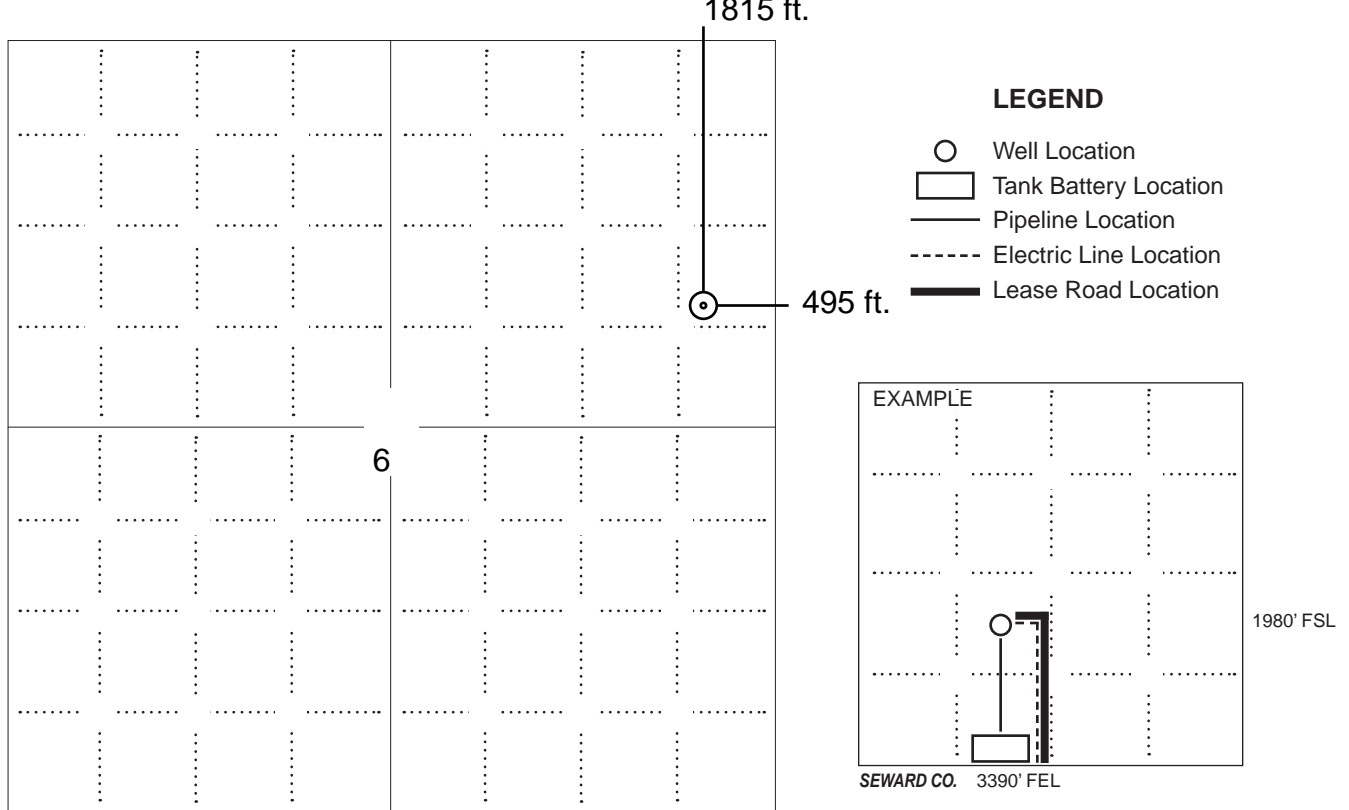 1815 ft.
LEGEND
Well Location
Tank Battery Location
Pipeline Location
Electric Line Location
Lease Road Location
495 ft.
EXAMPLE
6
1980' FSL
SEWARD CO. 3390' FEL